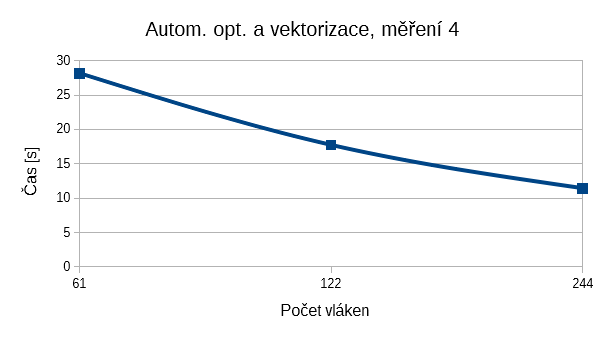 Autom. opt. a vektorizace, měření 4
30
25
20
15
10
5
0
Čas [s]
61 122 244
Počet vláken